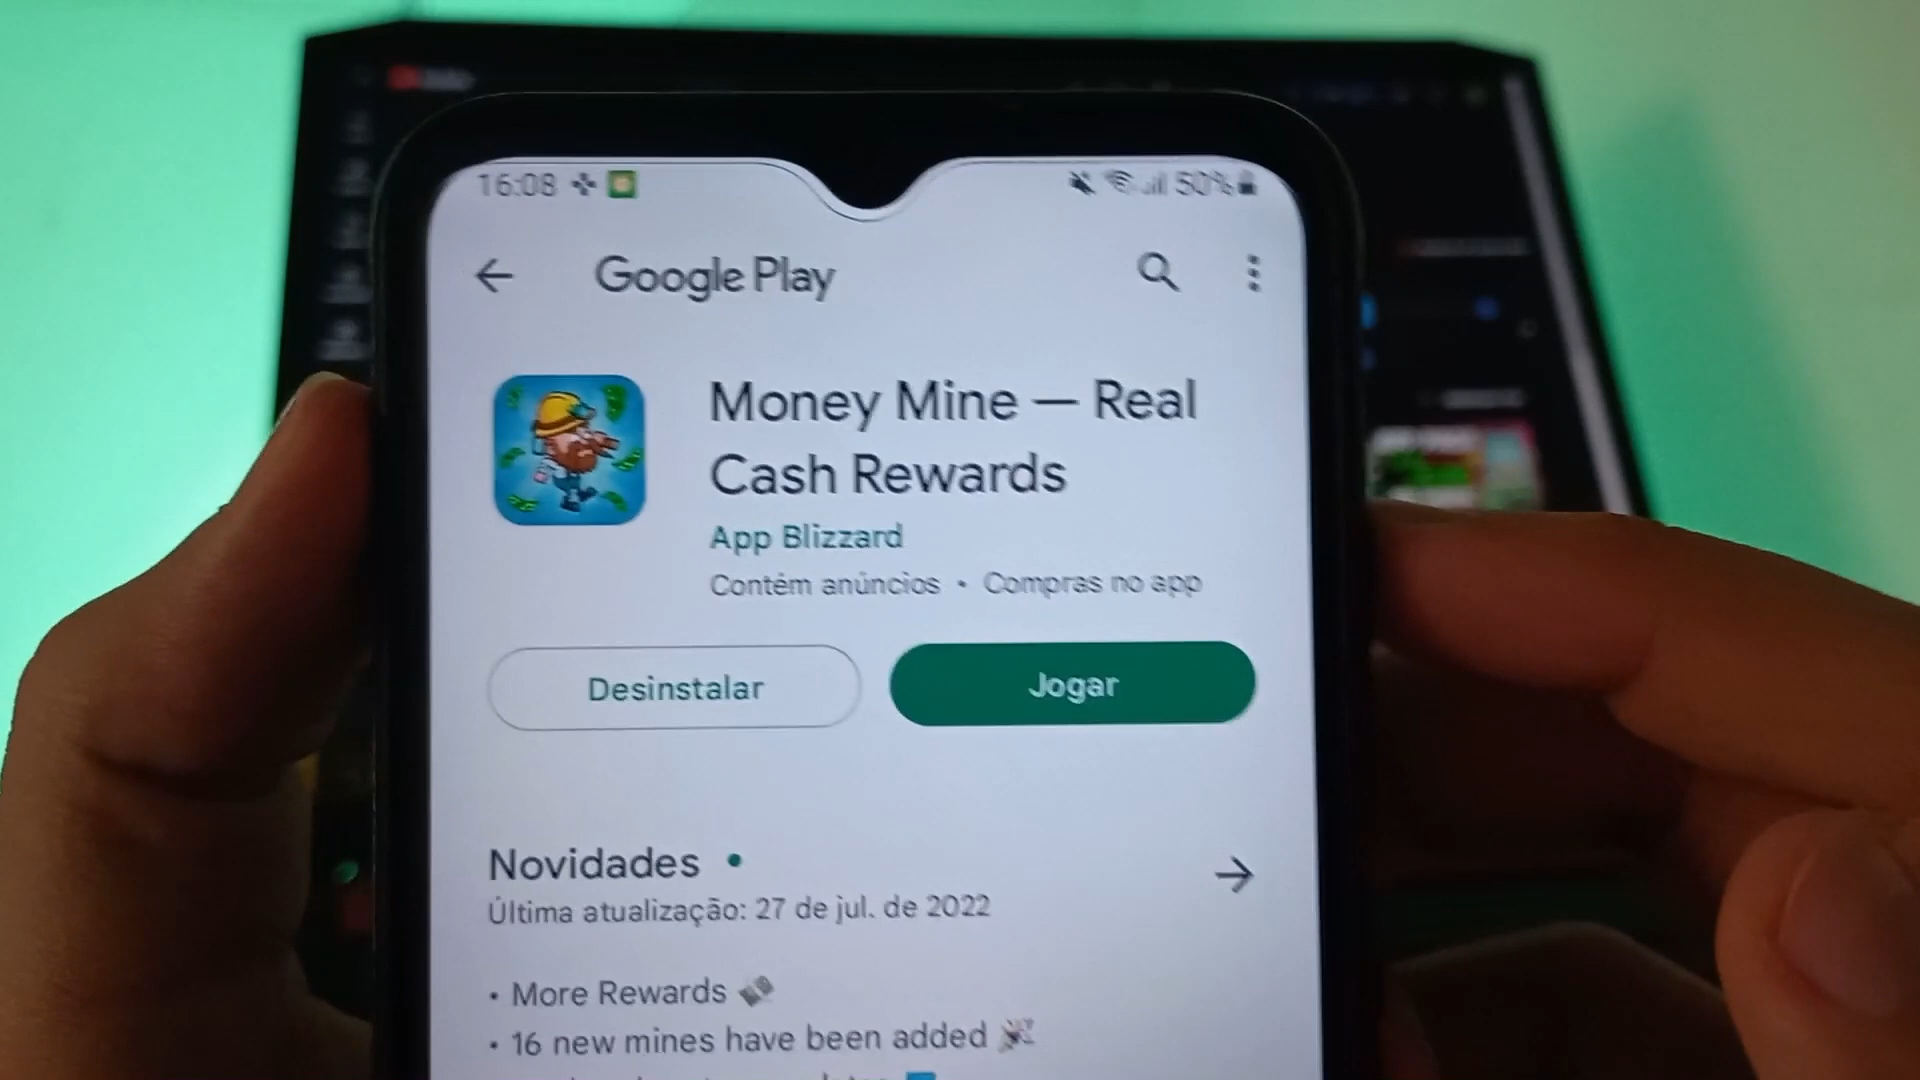 16:08
50%
Google Play
Money Mine — Real
Cash Rewards
App Blizzard
Contém anúncios • Compras no app
Desinstalar
Jogar
Novidades •
Última atualização: 27 de jul. de 2022
• More Rewards
• 16 new mines have been added